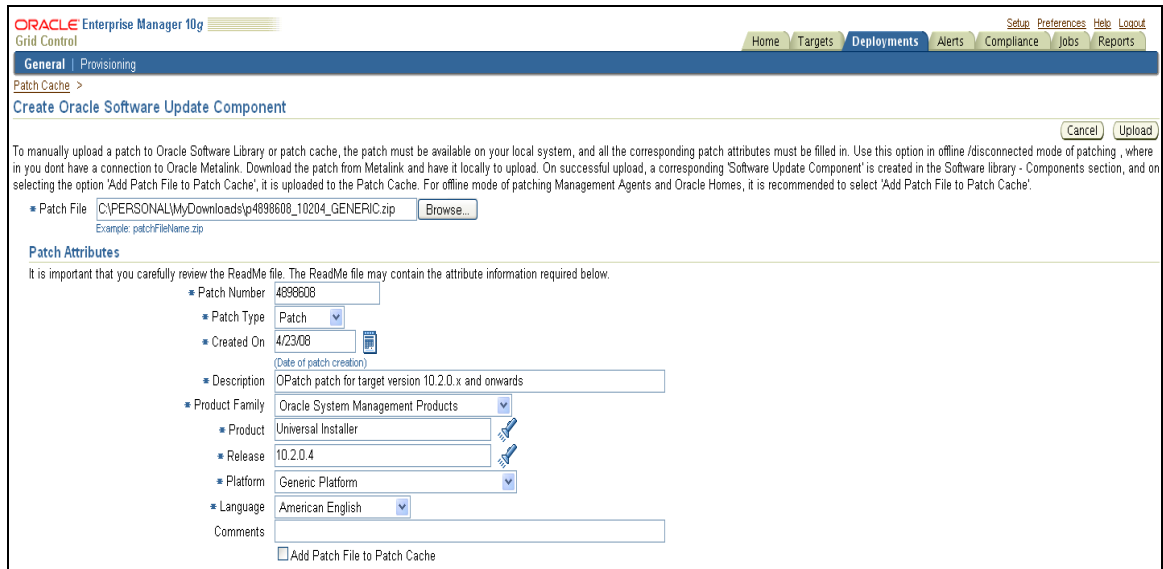 ORACLE Enterprise Manager 10g
Grid Control
Setup Preferences Help Logout
Home Targets Deployments Alerts Compliance Jobs Reports
General | Provisioning
Patch Cache >
Create Oracle Software Update Component
Cancel Upload
To manually upload a patch to Oracle Software Library or patch cache, the patch must be available on your local system, and all the corresponding patch attributes must be filled in. Use this option in offline /disconnected mode of patching , where
in you dont have a connection to Oracle Metalink. Download the patch from Metalink and have it locally to upload. On successful upload, a corresponding 'Software Update Component' is created in the Software library - Components section, and on
selecting the option 'Add Patch File to Patch Cache', it is uploaded to the Patch Cache. For offline mode of patching Management Agents and Oracle Homes, it is recommended to select 'Add Patch File to Patch Cache'.
* Patch File C:\PERSONAL\MyDownloads\p4898608_10204_GENERIC.zip Browse...
Example: patchFileName.zip
Patch Attributes
It is important that you carefully review the ReadMe file. The ReadMe file may contain the attribute information required below.
* Patch Number 4898608
* Patch Type Patch
* Created On 4/23/08
(Date of patch creation)
* Description OPatch patch for target version 10.2.0.x and onwards
* Product Family Oracle System Management Products
* Product Universal Installer
* Release 10.2.0.4
* Platform Generic Platform
* Language American English
Comments
Add Patch File to Patch Cache